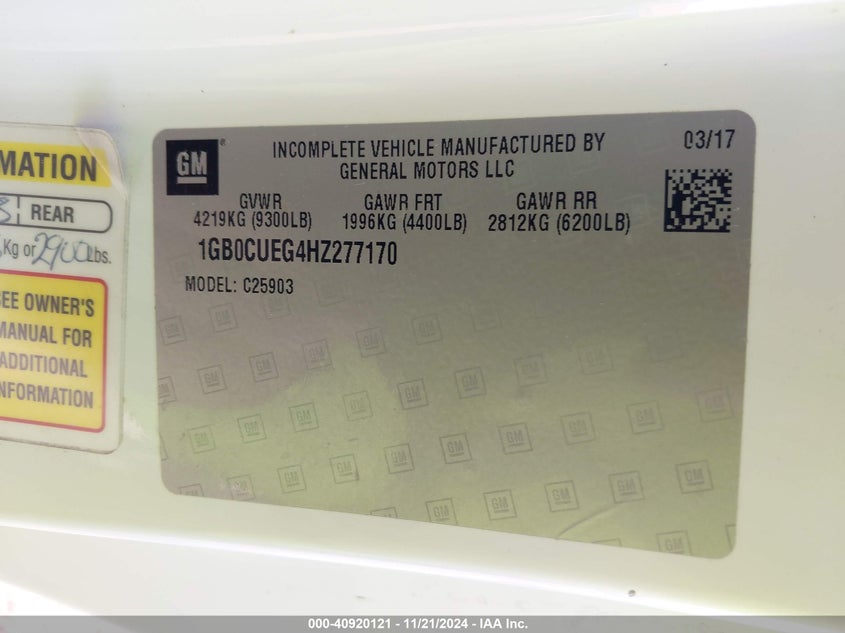 MATION
REAR
Kg or 2900 lbs.
SEE OWNER'S
MANUAL FOR
ADDITIONAL
INFORMATION
GM
INCOMPLETE VEHICLE MANUFACTURED BY
GENERAL MOTORS LLC
03/17
GVWR GAWR FRT GAWR RR
4219KG (9300LB) 1996KG (4400LB) 2812KG (6200LB)
1GB0CUEG4HZ277170
MODEL: C25903
000-40920121 - 11/21/2024 - IAA Inc.